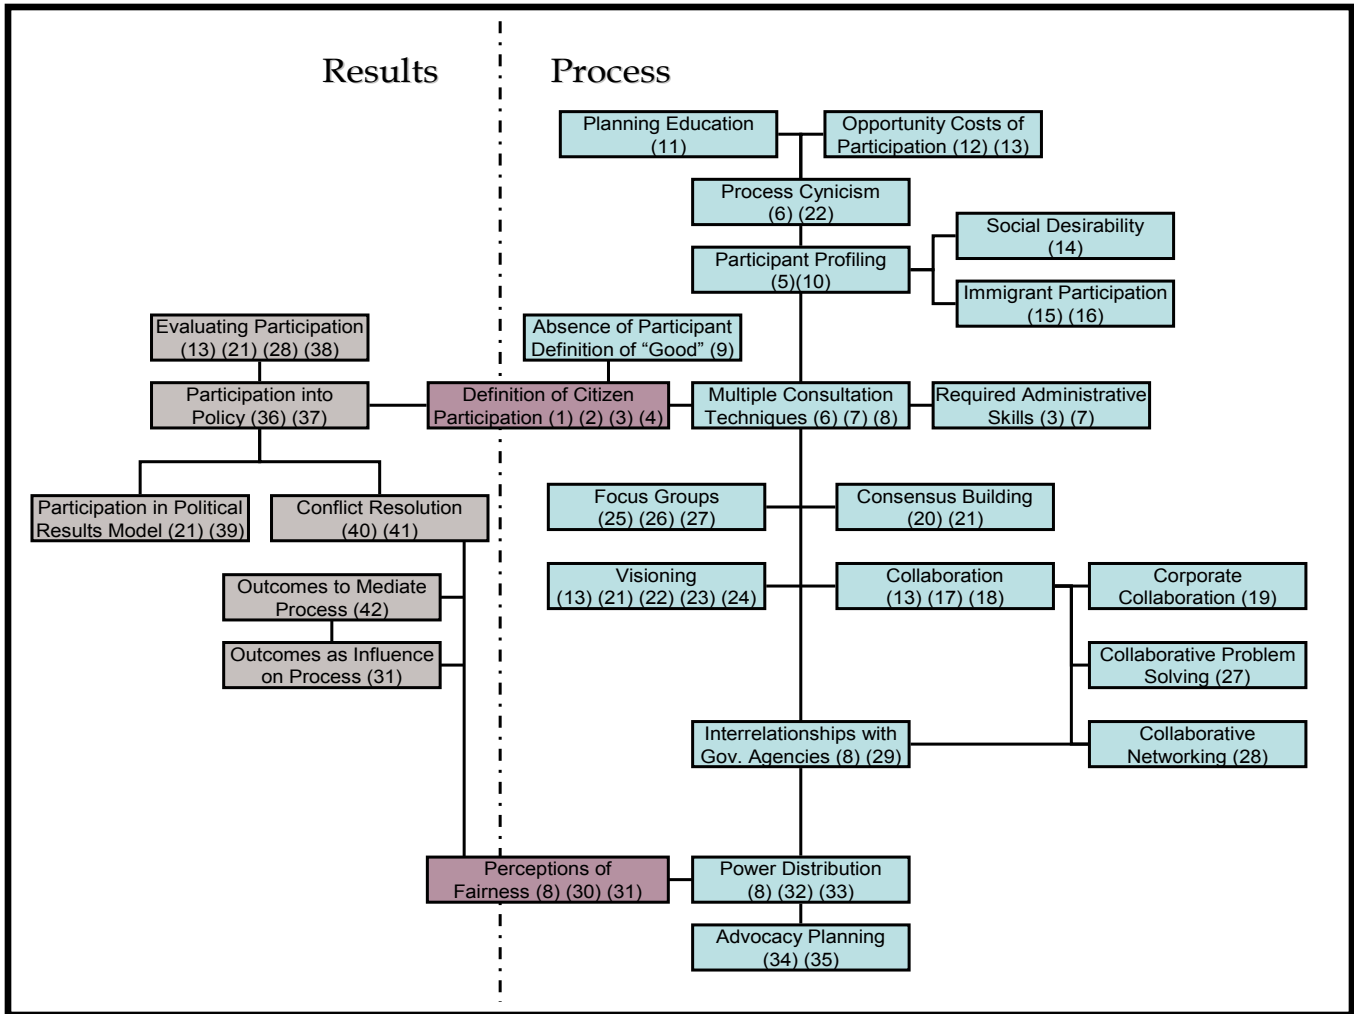 Results
Process
Planning Education
(11)
Opportunity Costs of
Participation (12) (13)
Process Cynicism
(6) (22)
Participant Profiling
(5)(10)
Social Desirability
(14)
Immigrant Participation
(15) (16)
Evaluating Participation
(13) (21) (28) (38)
Absence of Participant
Definition of “Good” (9)
Participation into
Policy (36) (37)
Definition of Citizen
Participation (1) (2) (3) (4)
Multiple Consultation
Techniques (6) (7) (8)
Required Administrative
Skills (3) (7)
Participation in Political
Results Model (21) (39)
Conflict Resolution
(40) (41)
Focus Groups
(25) (26) (27)
Consensus Building
(20) (21)
Outcomes to Mediate
Process (42)
Visioning
(13) (21) (22) (23) (24)
Collaboration
(13) (17) (18)
Corporate
Collaboration (19)
Outcomes as Influence
on Process (31)
Collaborative Problem
Solving (27)
Interrelationships with
Gov. Agencies (8) (29)
Collaborative
Networking (28)
Perceptions of
Fairness (8) (30) (31)
Power Distribution
(8) (32) (33)
Advocacy Planning
(34) (35)